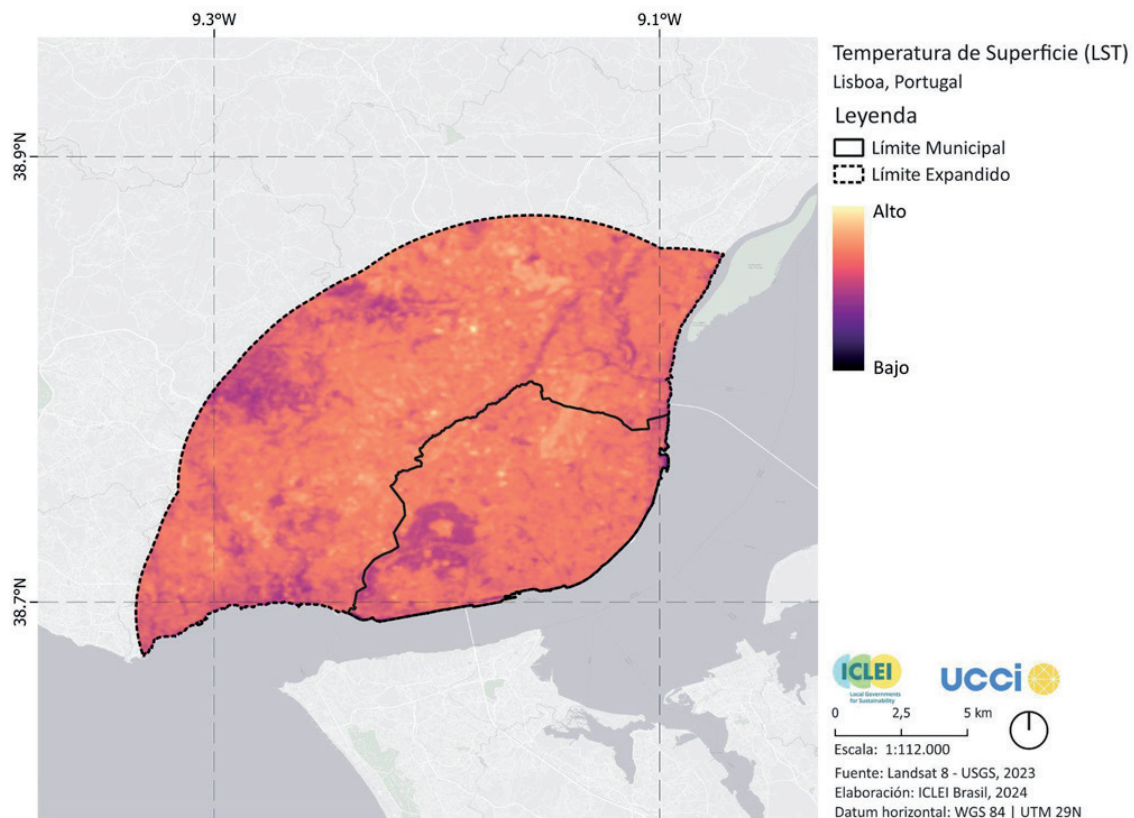 9.3°W
9.1°W
38.9°N
38.7°N
Temperatura de Superficie (LST)
Lisboa, Portugal
Leyenda
Límite Municipal
Límite Expandido
Alto
Bajo
ICLEI
Local Governments
for Sustainability
UCCi
0 2,5 5 km
Escala: 1:112.000
Fuente: Landsat 8 - USGS, 2023
Elaboración: ICLEI Brasil, 2024
Datum horizontal: WGS 84 | UTM 29N